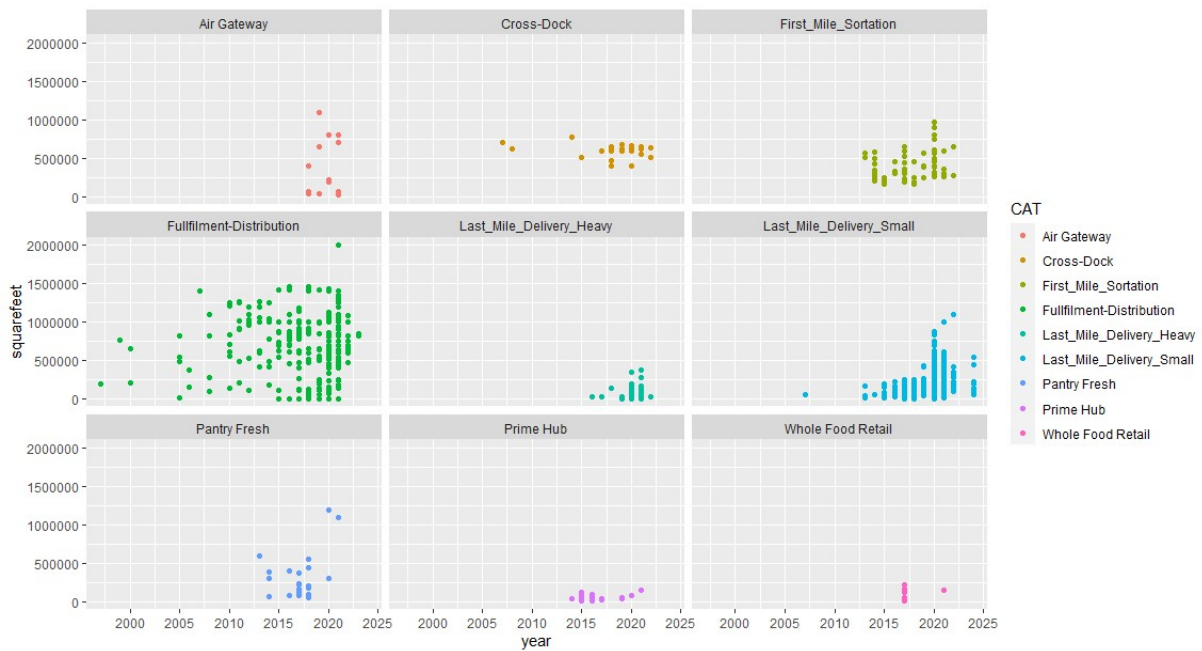 Air Gateway
Cross-Dock
First_Mile_Sortation
2000000
1500000
1000000
500000
0
Fullfilment-Distribution
Last_Mile_Delivery_Heavy
Last_Mile_Delivery_Small
2000000
1500000
1000000
500000
0
squarefeet
Pantry Fresh
Prime Hub
Whole Food Retail
2000000
1500000
1000000
500000
0
2000 2005 2010 2015 2020 2025
2000 2005 2010 2015 2020 2025
2000 2005 2010 2015 2020 2025
year
CAT
Air Gateway
Cross-Dock
First_Mile_Sortation
Fullfilment-Distribution
Last_Mile_Delivery_Heavy
Last_Mile_Delivery_Small
Pantry Fresh
Prime Hub
Whole Food Retail